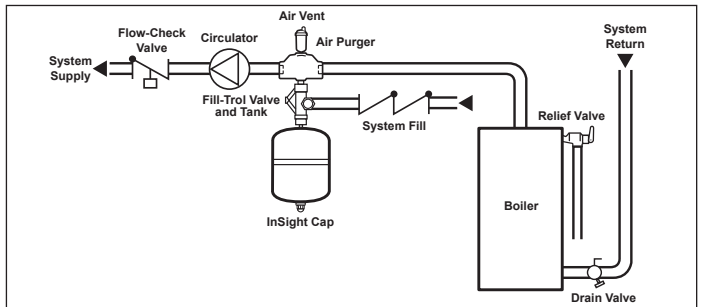 Air Vent
Flow-Check
Valve
Circulator
Air Purger
System
Return
System
Supply
Fill-Trol Valve
and Tank
System Fill
Relief Valve
Boiler
InSight Cap
Drain Valve